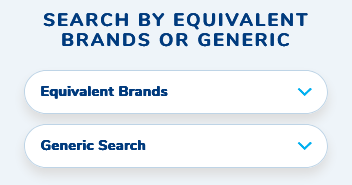 SEARCH BY EQUIVALENT
BRANDS OR GENERIC
Equivalent Brands
Generic Search